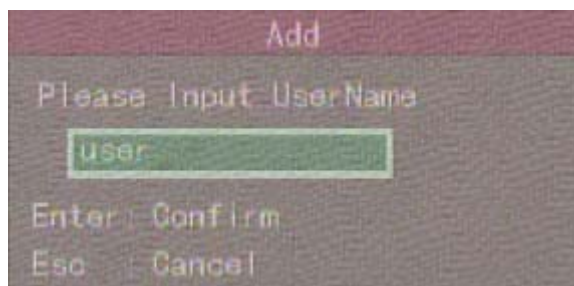 Add
Please Input UserName
user
Enter: Confirm
Esc : Cancel